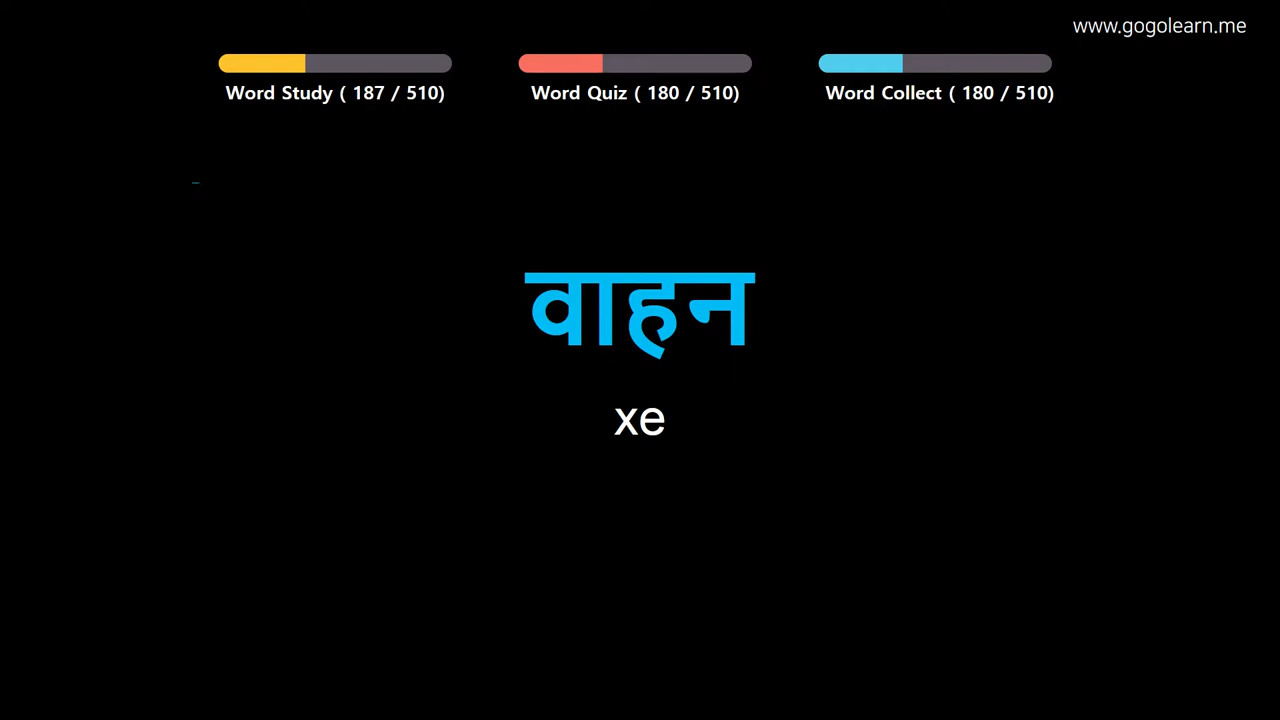 www.gogolearn.me
Word Study ( 187 / 510)
Word Quiz ( 180 / 510)
Word Collect ( 180 / 510)
वाहन
xe